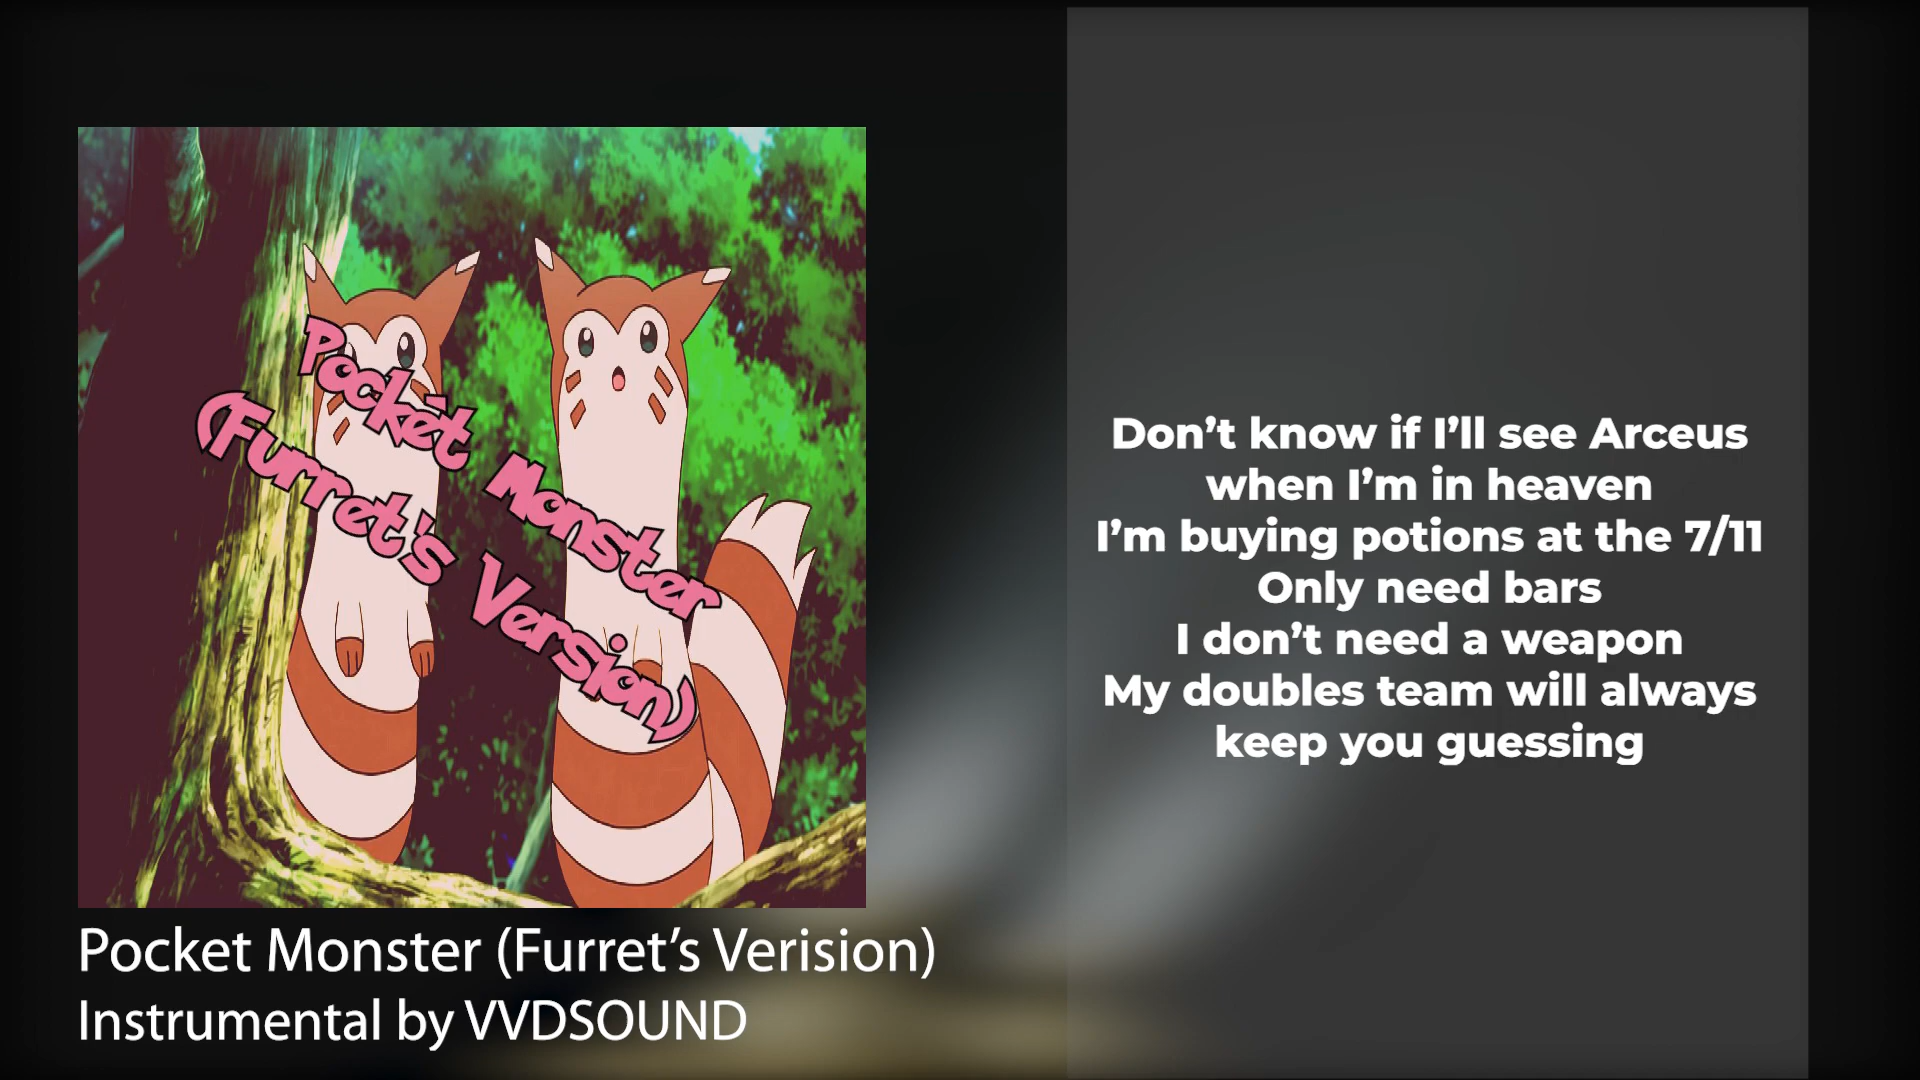 Pocket Monster
(Furret's Version)
Pocket Monster (Furret’s Verision)
Instrumental by VVDSOUND
Don’t know if I’ll see Arceus
when I’m in heaven
I’m buying potions at the 7/11
Only need bars
I don’t need a weapon
My doubles team will always
keep you guessing